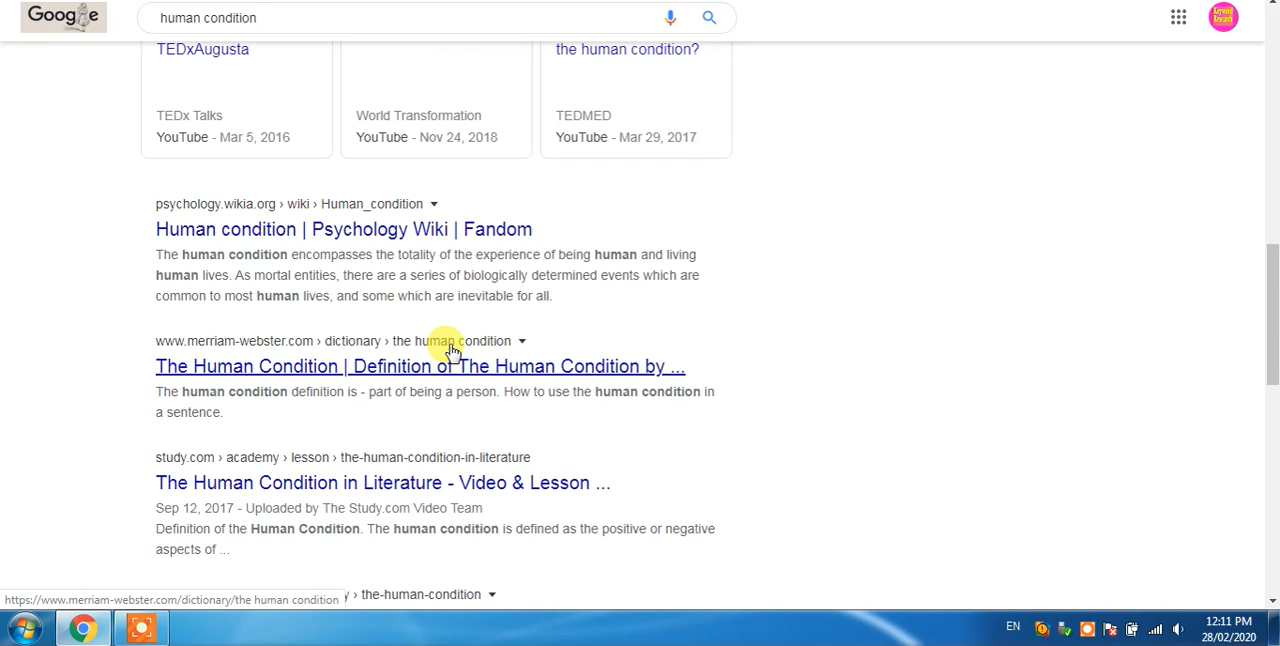 Google
human condition
Keyword Research
TEDxAugusta
the human condition?
TEDx Talks
World Transformation
TEDMED
YouTube - Mar 5, 2016
YouTube - Nov 24, 2018
YouTube - Mar 29, 2017
psychology.wikia.org › wiki › Human_condition
Human condition | Psychology Wiki | Fandom
The human condition encompasses the totality of the experience of being human and living
human lives. As mortal entities, there are a series of biologically determined events which are
common to most human lives, and some which are inevitable for all.
www.merriam-webster.com › dictionary › the human condition
The Human Condition | Definition of The Human Condition by ...
The human condition definition is - part of being a person. How to use the human condition in
a sentence.
study.com › academy › lesson › the-human-condition-in-literature
The Human Condition in Literature - Video & Lesson ...
Sep 12, 2017 - Uploaded by The Study.com Video Team
Definition of the Human Condition. The human condition is defined as the positive or negative
aspects of ...
https://www.merriam-webster.com/dictionary/the human condition
y › the-human-condition
EN
12:11 PM
28/02/2020